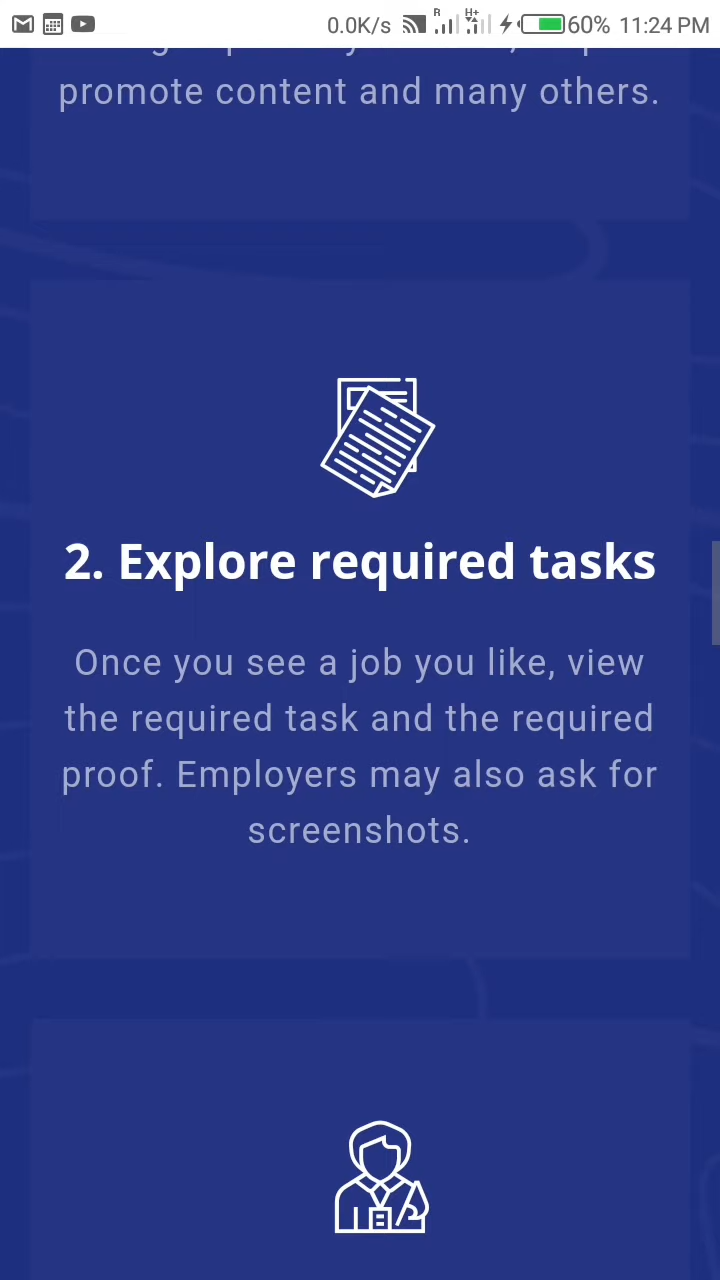 0.0K/s R H+ 60% 11:24 PM
promote content and many others.
2. Explore required tasks
Once you see a job you like, view
the required task and the required
proof. Employers may also ask for
screenshots.